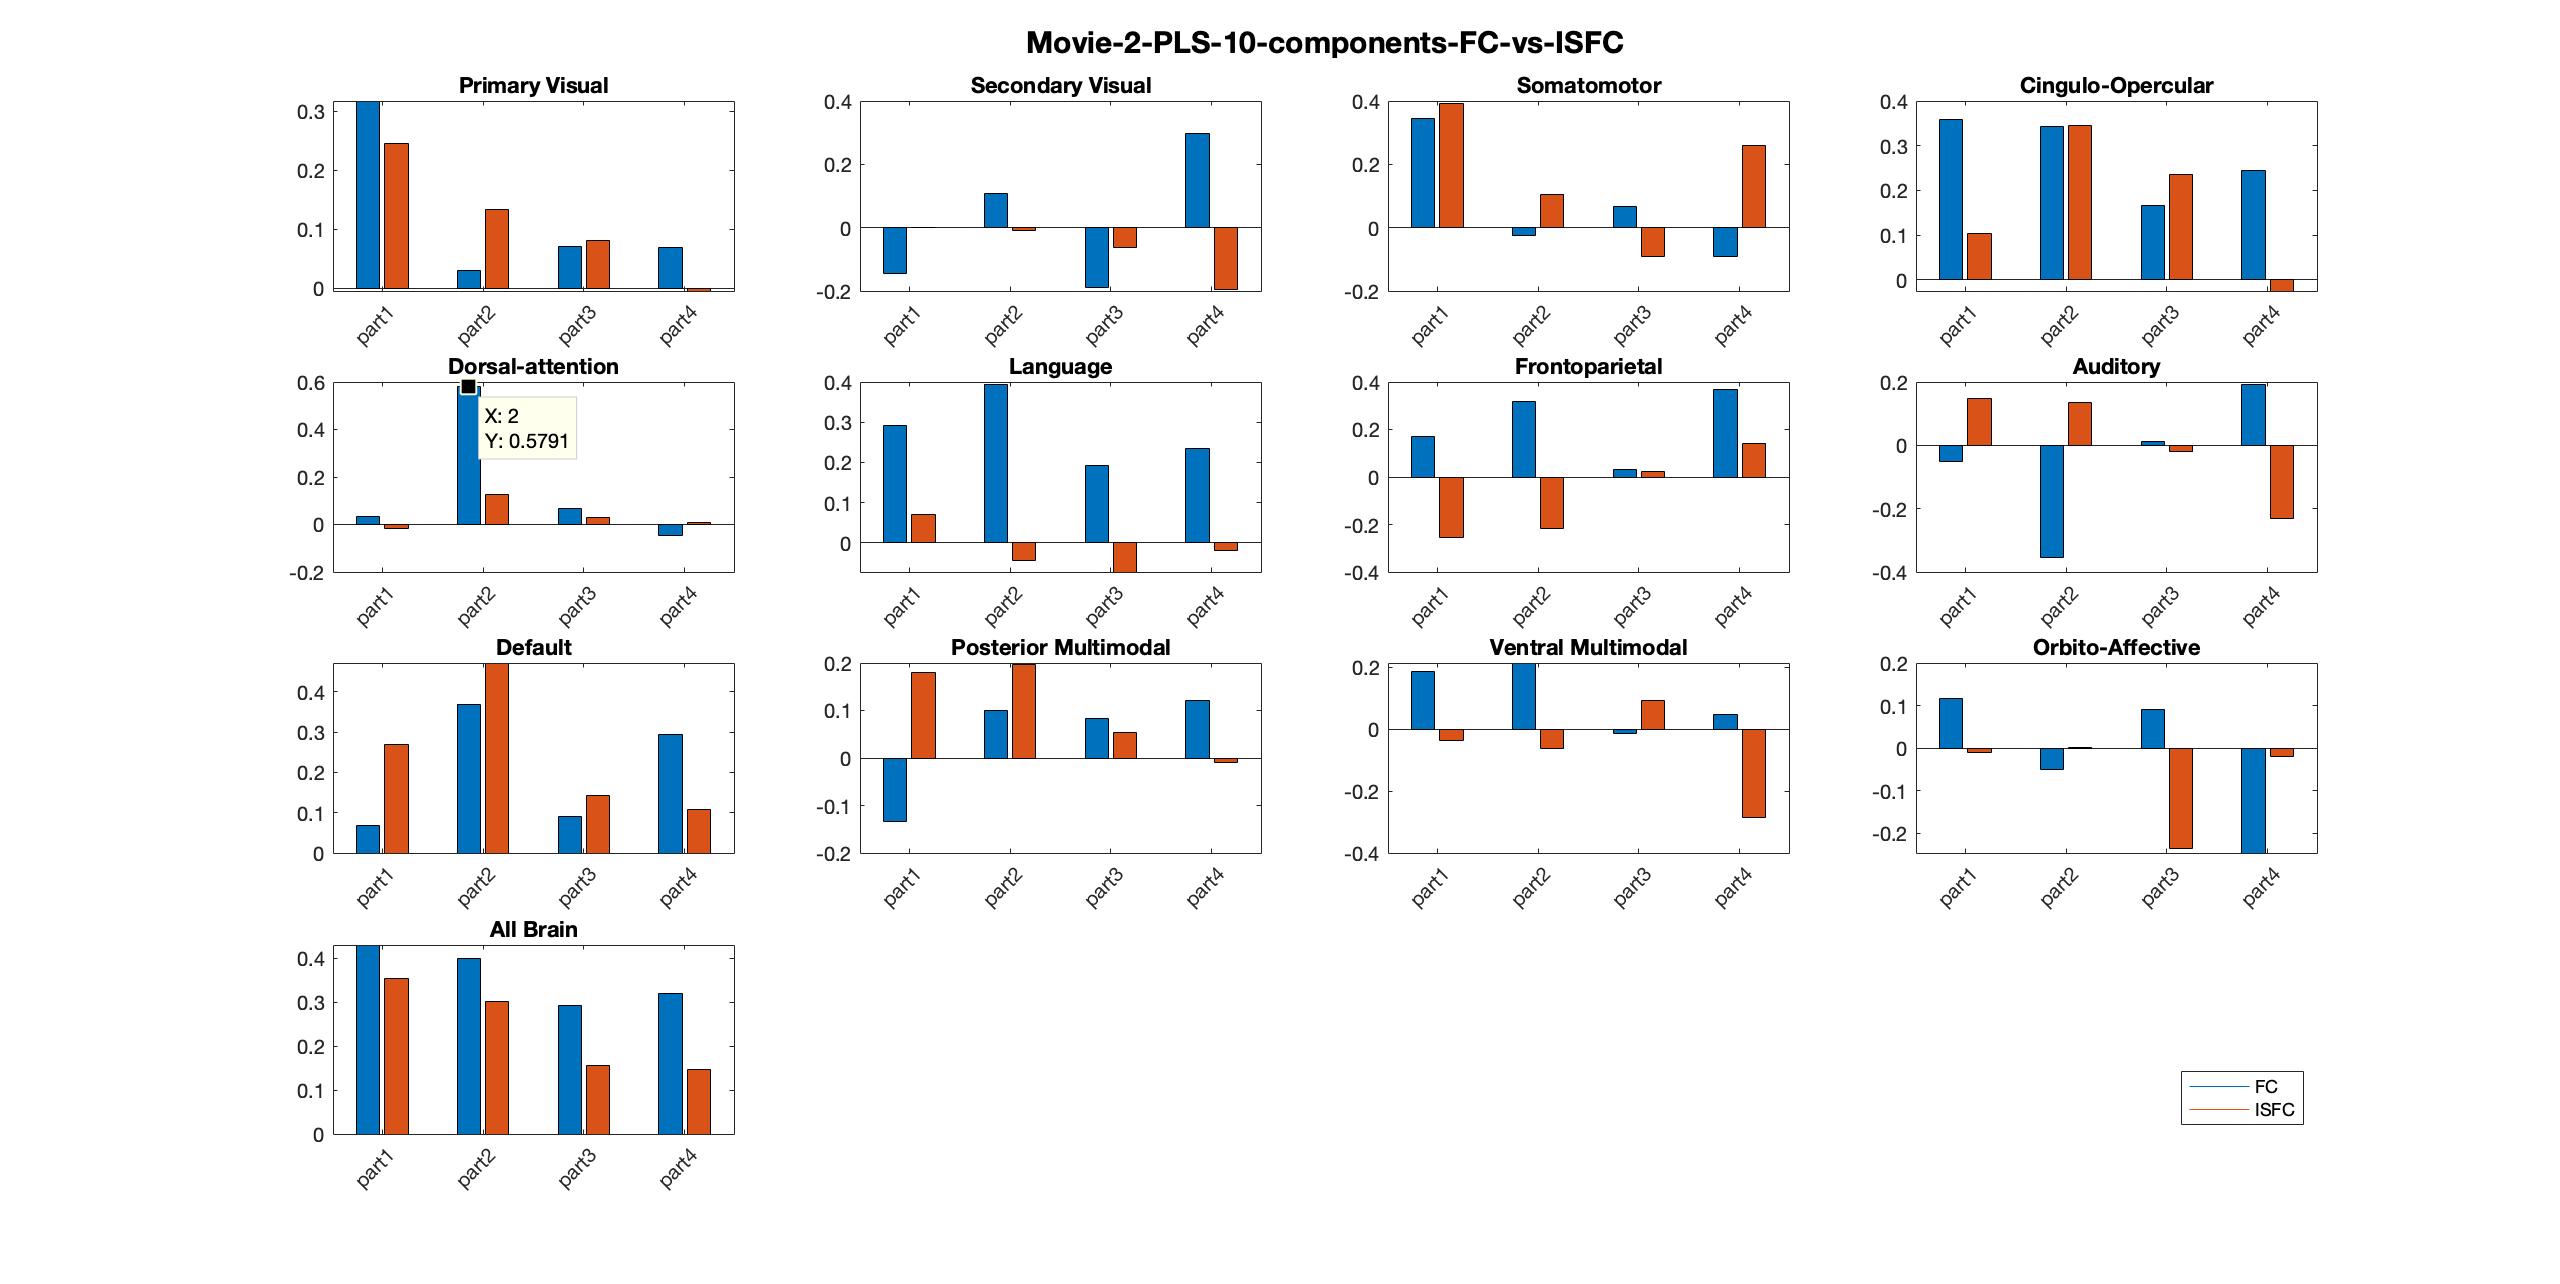 Movie-2-PLS-10-components-FC-vs-ISFC
Primary Visual
0.3
0.2
0.1
0
part1 part2 part3 part4
Secondary Visual
0.4
0.2
0
-0.2
part1 part2 part3 part4
Somatomotor
0.4
0.2
0
-0.2
part1 part2 part3 part4
Cingulo-Opercular
0.4
0.3
0.2
0.1
0
part1 part2 part3 part4
Dorsal-attention
0.6
0.4
0.2
0
-0.2
X: 2
Y: 0.5791
part1 part2 part3 part4
Language
0.4
0.3
0.2
0.1
0
part1 part2 part3 part4
Frontoparietal
0.4
0.2
0
-0.2
-0.4
part1 part2 part3 part4
Auditory
0.2
0
-0.2
-0.4
part1 part2 part3 part4
Default
0.4
0.3
0.2
0.1
0
part1 part2 part3 part4
Posterior Multimodal
0.2
0.1
0
-0.1
-0.2
part1 part2 part3 part4
Ventral Multimodal
0.2
0
-0.2
-0.4
part1 part2 part3 part4
Orbito-Affective
0.2
0.1
0
-0.1
-0.2
part1 part2 part3 part4
All Brain
0.4
0.3
0.2
0.1
0
part1 part2 part3 part4
FC
ISFC